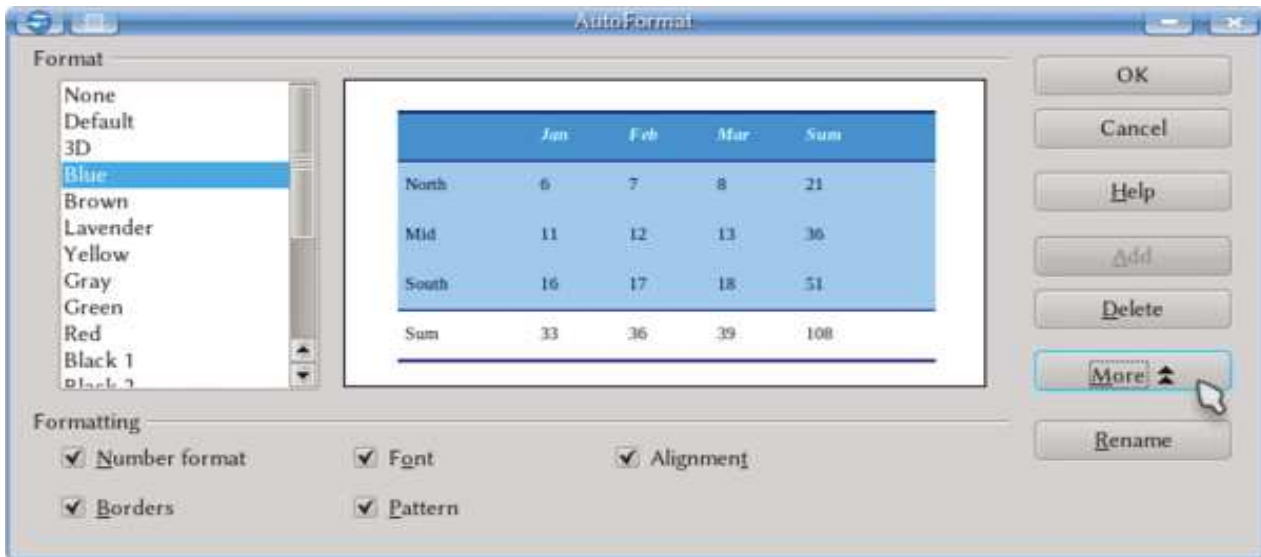 AutoFormat
Format
None
Default
3D
Blue
Brown
Lavender
Yellow
Gray
Green
Red
Black 1
Black 2
Jan Feb Mar Sum
North 6 7 8 21
Mid 11 12 13 36
South 16 17 18 51
Sum 33 36 39 108
OK
Cancel
Help
Add
Delete
More
Rename
Formatting
Number format Font Alignment
Borders Pattern